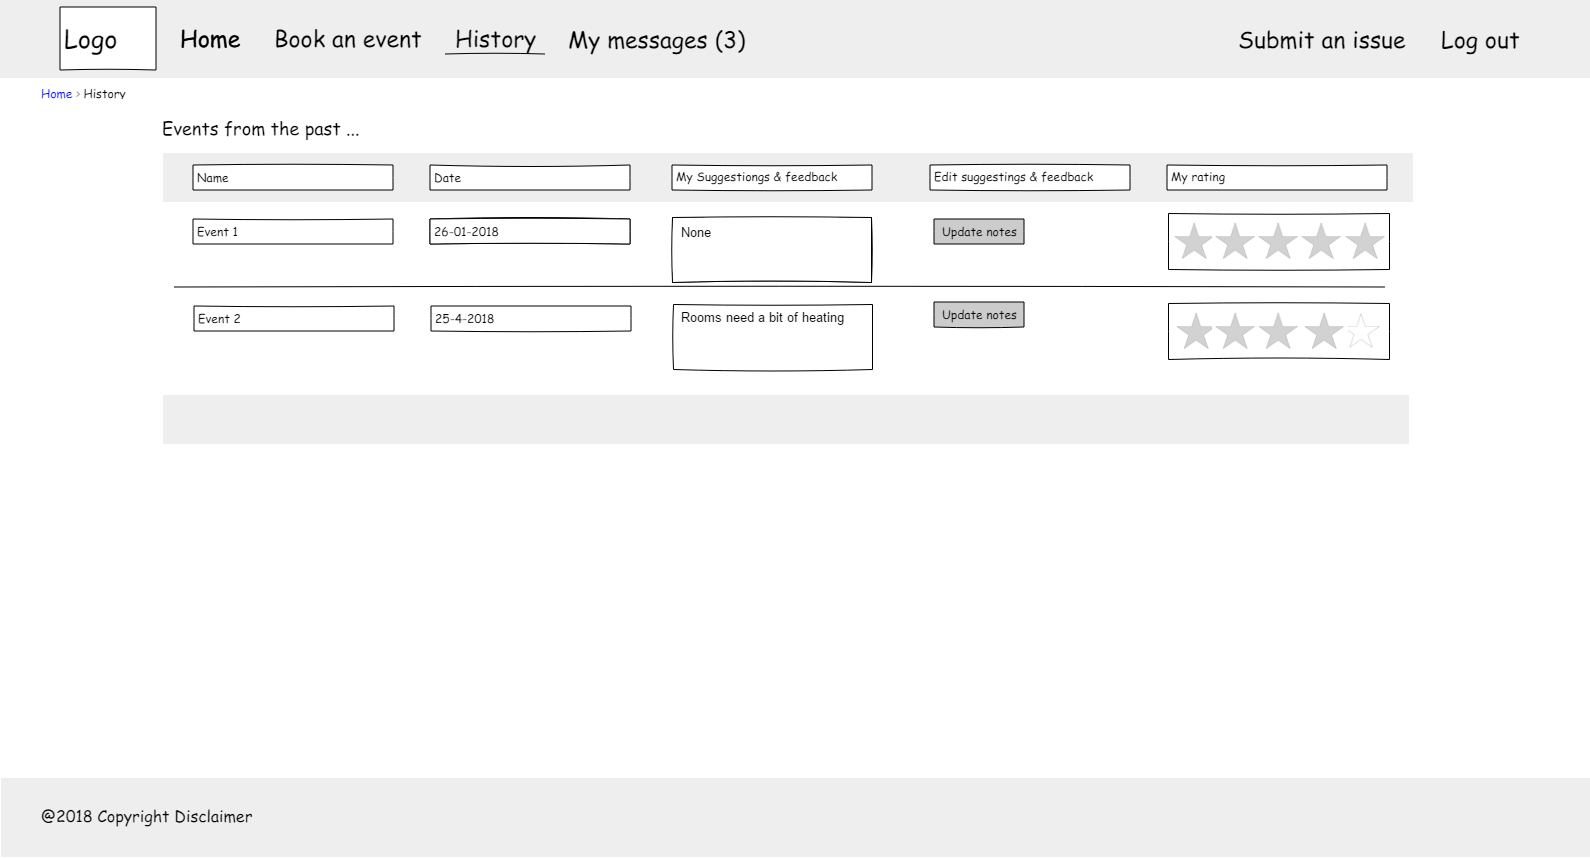 Logo Home Book an event History My messages (3) Submit an issue Log out
Home > History
Events from the past ...
Name Date My Suggestiongs & feedback Edit suggestings & feedback My rating
Event 1 26-01-2018 None Update notes
Event 2 25-4-2018 Rooms need a bit of heating Update notes
@2018 Copyright Disclaimer